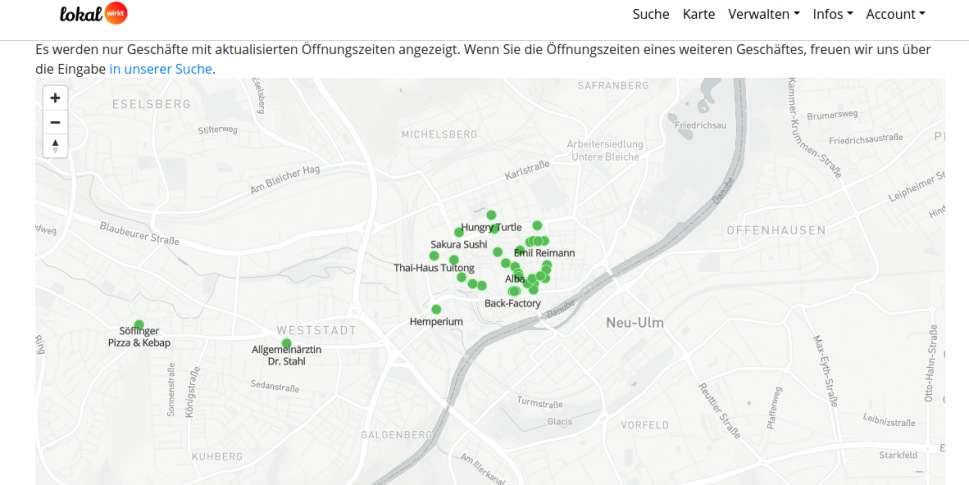 lokal wirkt
Suche Karte Verwalten Infos Account
Es werden nur Geschäfte mit aktualisierten Öffnungszeiten angezeigt. Wenn Sie die Öffnungszeiten eines weiteren Geschäftes, freuen wir uns über
die Eingabe in unserer Suche.
ESELSBERG
Eselsberg
Stifterweg
SAFRANBERG
Friedrichsau
Kammer-Krummen-Straße
Brumersweg
Friedrichsaustraße
MICHELSBERG
Arbeitersiedlung
Untere Bleiche
Karlstraße
Am Bleicher Hag
Leipheimer St
Danube
Blaubeurer Straße
OFFENHAUSEN
Hungry Turtle
Sakura Sushi
Emil Reimann
Thai-Haus Tuitong
Alba
Back-Factory
Danube
Hemperium
Neu-Ulm
Söflinger
Pizza & Kebap
WESTSTADT
Allgemeinärztin
Dr. Stahl
Ring
Sonnenstraße
Königstraße
Sedanstraße
Max-Eyth-Straße
Otto-Hahn-Straße
Reuttier Straße
Pfaffenweg
Turmstraße
Glacis
VORFELD
Leibnizstraße
GALGENBERG
KUHBERG
Am Illerkanal
Starkfeld